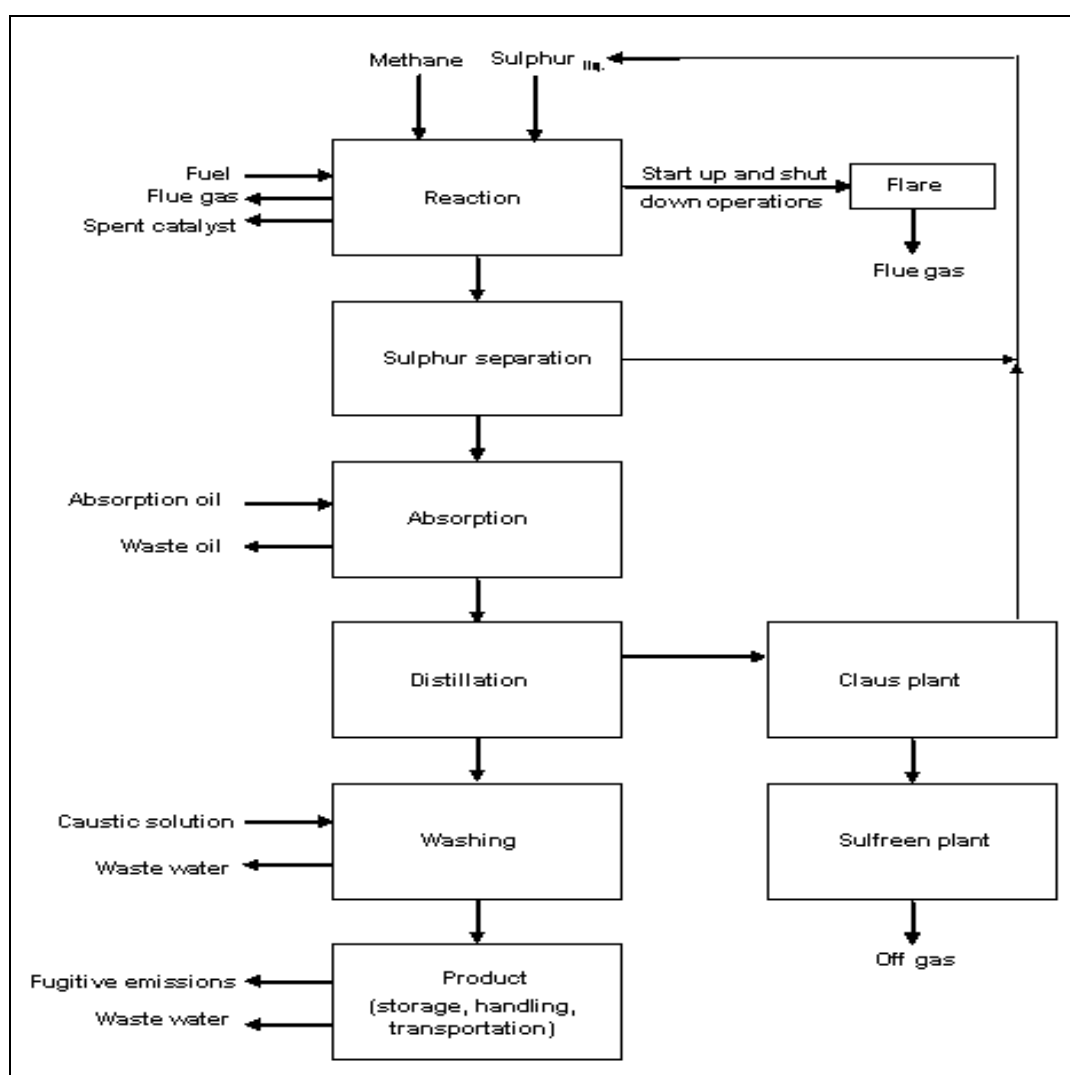 Methane
Sulphur liq.
Fuel
Flue gas
Spent catalyst
Reaction
Start up and shut
down operations
Flare
Flue gas
Sulphur separation
Absorption oil
Waste oil
Absorption
Distillation
Claus plant
Caustic solution
Waste water
Washing
Sulfreen plant
Off gas
Fugitive emissions
Waste water
Product
(storage, handling,
transportation)